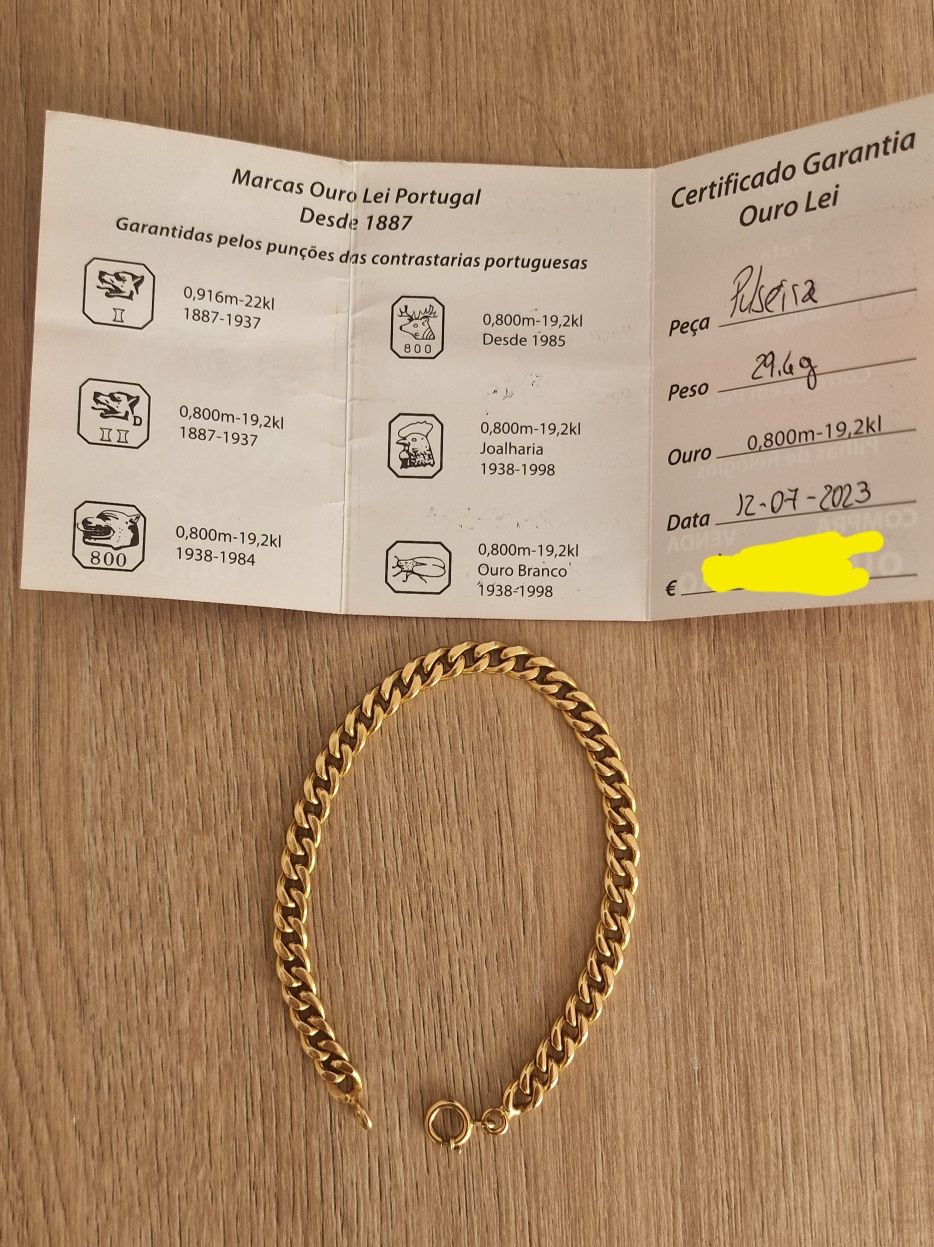 Marcas Ouro Lei Portugal
Desde 1887
Garantidas pelos punções das contrastarias portuguesas
I
0,916m-22kl
1887-1937
D
II
0,800m-19,2kl
1887-1937
800
0,800m-19,2kl
1938-1984
800
0,800m-19,2kl
Desde 1985
0,800m-19,2kl
Joalharia
1938-1998
0,800m-19,2kl
Ouro Branco
1938-1998
Certificado Garantia
Ouro Lei
Peça Pulseira
Peso 29.4g
Ouro 0,800m-19,2kl
Data 12-07-2023
€
COMPRA
VENDA